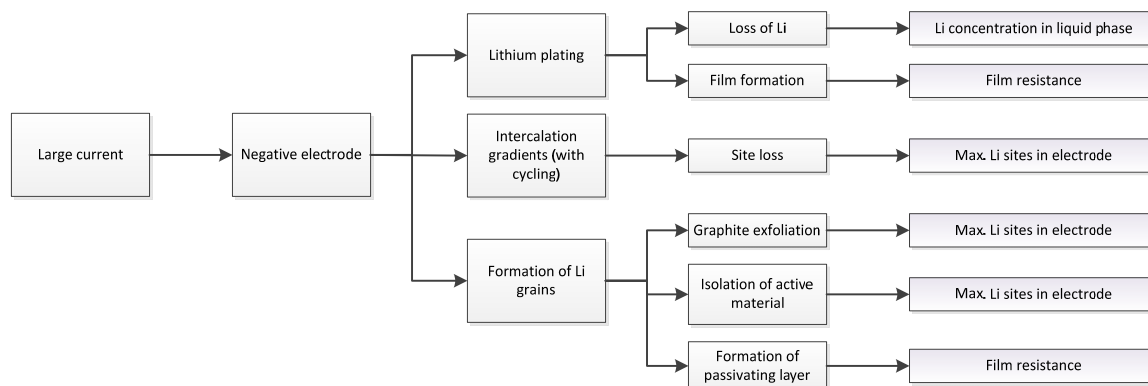 Large current
Negative electrode
Lithium plating
Loss of Li
Li concentration in liquid phase
Film formation
Film resistance
Intercalation
gradients (with
cycling)
Site loss
Max. Li sites in electrode
Formation of Li
grains
Graphite exfoliation
Max. Li sites in electrode
Isolation of active
material
Max. Li sites in electrode
Formation of
passivating layer
Film resistance